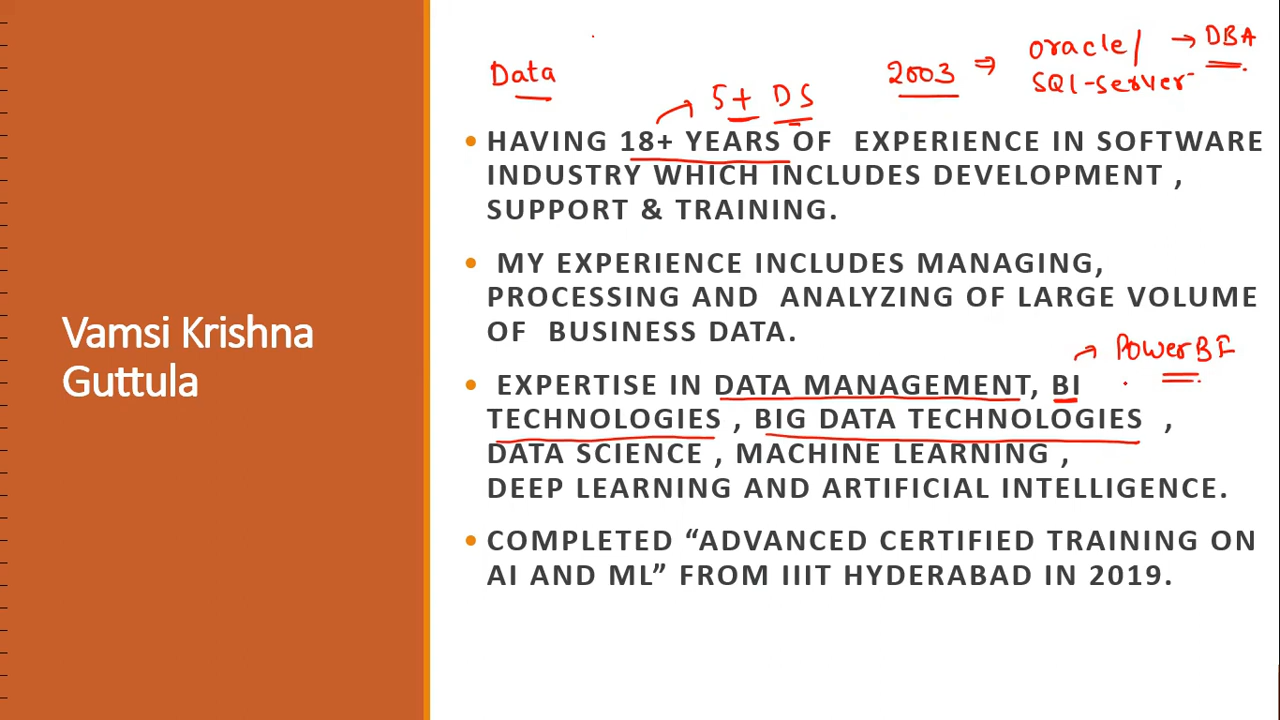 Data
2003 ⇒ oracle/ → DBA
SQL-Server
5+ DS
Vamsi Krishna
Guttula
• HAVING 18+ YEARS OF EXPERIENCE IN SOFTWARE
INDUSTRY WHICH INCLUDES DEVELOPMENT ,
SUPPORT & TRAINING.
• MY EXPERIENCE INCLUDES MANAGING,
PROCESSING AND ANALYZING OF LARGE VOLUME
OF BUSINESS DATA.
PowerBI
• EXPERTISE IN DATA MANAGEMENT, BI
TECHNOLOGIES , BIG DATA TECHNOLOGIES ,
DATA SCIENCE , MACHINE LEARNING ,
DEEP LEARNING AND ARTIFICIAL INTELLIGENCE.
• COMPLETED “ADVANCED CERTIFIED TRAINING ON
AI AND ML” FROM IIIT HYDERABAD IN 2019.